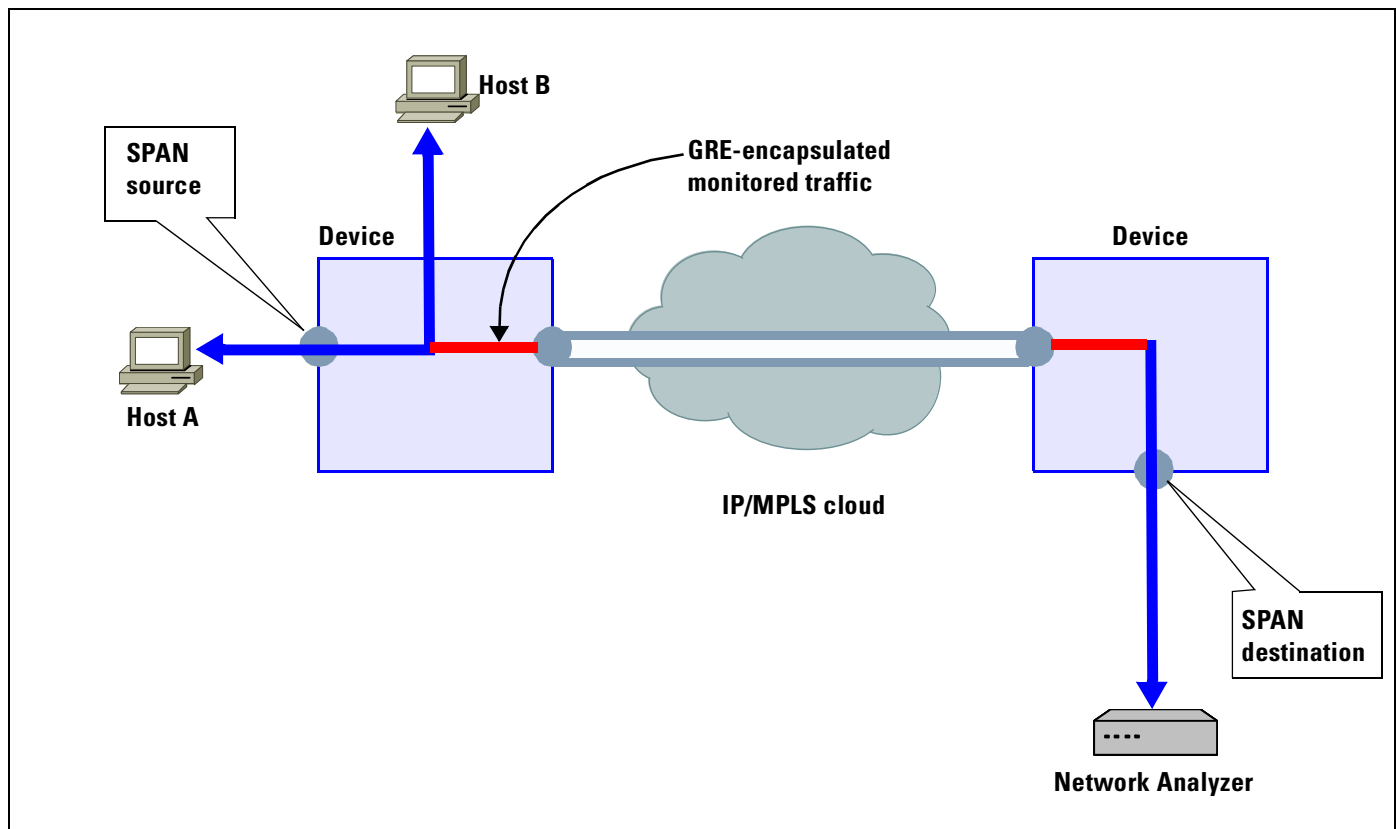 Host B
SPAN
source
GRE-encapsulated
monitored traffic
Device
Device
Host A
IP/MPLS cloud
SPAN
destination
Network Analyzer